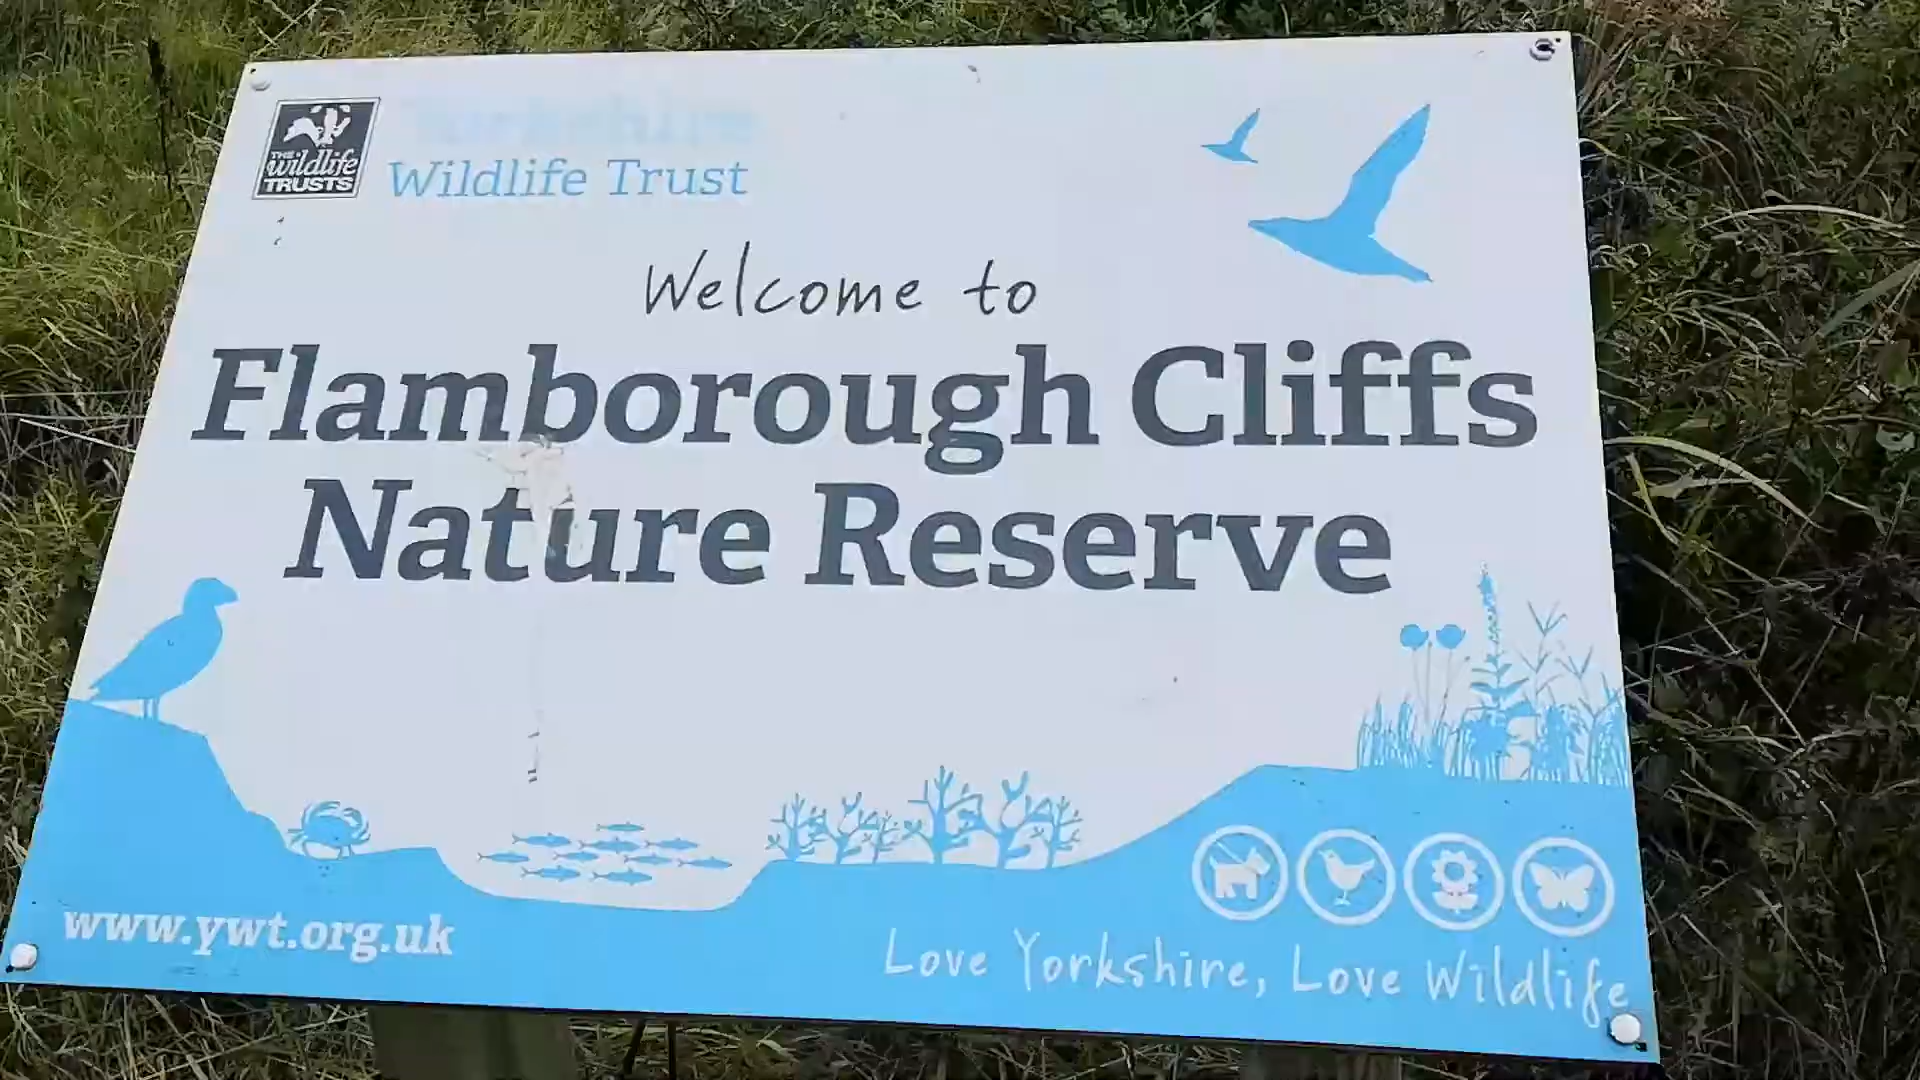 THE
wildlife
TRUSTS
Yorkshire
Wildlife Trust
Welcome to
Flamborough Cliffs
Nature Reserve
www.ywt.org.uk
Love Yorkshire, Love Wildlife